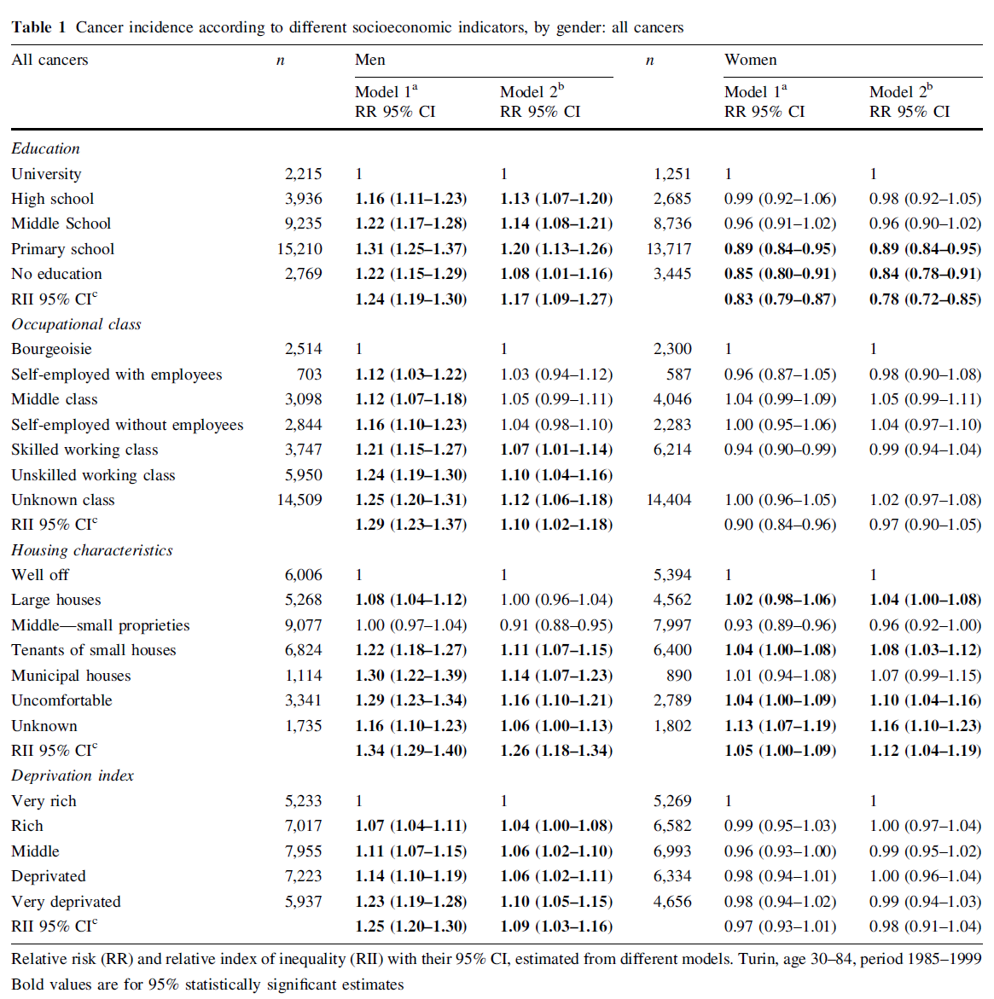 Table 1 Cancer incidence according to different socioeconomic indicators, by gender: all cancers
All cancers n Men n Women
Model 1a Model 2b Model 1a Model 2b
RR 95% CI RR 95% CI RR 95% CI RR 95% CI
Education
University 2,215 1 1 1,251 1 1
High school 3,936 1.16 (1.11–1.23) 1.13 (1.07–1.20) 2,685 0.99 (0.92–1.06) 0.98 (0.92–1.05)
Middle School 9,235 1.22 (1.17–1.28) 1.14 (1.08–1.21) 8,736 0.96 (0.91–1.02) 0.96 (0.90–1.02)
Primary school 15,210 1.31 (1.25–1.37) 1.20 (1.13–1.26) 13,717 0.89 (0.84–0.95) 0.89 (0.84–0.95)
No education 2,769 1.22 (1.15–1.29) 1.08 (1.01–1.16) 3,445 0.85 (0.80–0.91) 0.84 (0.78–0.91)
RII 95% CIc 1.24 (1.19–1.30) 1.17 (1.09–1.27) 0.83 (0.79–0.87) 0.78 (0.72–0.85)
Occupational class
Bourgeoisie 2,514 1 1 2,300 1 1
Self-employed with employees 703 1.12 (1.03–1.22) 1.03 (0.94–1.12) 587 0.96 (0.87–1.05) 0.98 (0.90–1.08)
Middle class 3,098 1.12 (1.07–1.18) 1.05 (0.99–1.11) 4,046 1.04 (0.99–1.09) 1.05 (0.99–1.11)
Self-employed without employees 2,844 1.16 (1.10–1.23) 1.04 (0.98–1.10) 2,283 1.00 (0.95–1.06) 1.04 (0.97–1.10)
Skilled working class 3,747 1.21 (1.15–1.27) 1.07 (1.01–1.14) 6,214 0.94 (0.90–0.99) 0.99 (0.94–1.04)
Unskilled working class 5,950 1.24 (1.19–1.30) 1.10 (1.04–1.16)
Unknown class 14,509 1.25 (1.20–1.31) 1.12 (1.06–1.18) 14,404 1.00 (0.96–1.05) 1.02 (0.97–1.08)
RII 95% CIc 1.29 (1.23–1.37) 1.10 (1.02–1.18) 0.90 (0.84–0.96) 0.97 (0.90–1.05)
Housing characteristics
Well off 6,006 1 1 5,394 1 1
Large houses 5,268 1.08 (1.04–1.12) 1.00 (0.96–1.04) 4,562 1.02 (0.98–1.06) 1.04 (1.00–1.08)
Middle—small proprieties 9,077 1.00 (0.97–1.04) 0.91 (0.88–0.95) 7,997 0.93 (0.89–0.96) 0.96 (0.92–1.00)
Tenants of small houses 6,824 1.22 (1.18–1.27) 1.11 (1.07–1.15) 6,400 1.04 (1.00–1.08) 1.08 (1.03–1.12)
Municipal houses 1,114 1.30 (1.22–1.39) 1.14 (1.07–1.23) 890 1.01 (0.94–1.08) 1.07 (0.99–1.15)
Uncomfortable 3,341 1.29 (1.23–1.34) 1.16 (1.10–1.21) 2,789 1.04 (1.00–1.09) 1.10 (1.04–1.16)
Unknown 1,735 1.16 (1.10–1.23) 1.06 (1.00–1.13) 1,802 1.13 (1.07–1.19) 1.16 (1.10–1.23)
RII 95% CIc 1.34 (1.29–1.40) 1.26 (1.18–1.34) 1.05 (1.00–1.09) 1.12 (1.04–1.19)
Deprivation index
Very rich 5,233 1 1 5,269 1 1
Rich 7,017 1.07 (1.04–1.11) 1.04 (1.00–1.08) 6,582 0.99 (0.95–1.03) 1.00 (0.97–1.04)
Middle 7,955 1.11 (1.07–1.15) 1.06 (1.02–1.10) 6,993 0.96 (0.93–1.00) 0.99 (0.95–1.02)
Deprivated 7,223 1.14 (1.10–1.19) 1.06 (1.02–1.11) 6,334 0.98 (0.94–1.01) 1.00 (0.96–1.04)
Very deprivated 5,937 1.23 (1.19–1.28) 1.10 (1.05–1.15) 4,656 0.98 (0.94–1.02) 0.99 (0.94–1.03)
RII 95% CIc 1.25 (1.20–1.30) 1.09 (1.03–1.16) 0.97 (0.93–1.01) 0.98 (0.91–1.04)
Relative risk (RR) and relative index of inequality (RII) with their 95% CI, estimated from different models. Turin, age 30–84, period 1985–1999
Bold values are for 95% statistically significant estimates